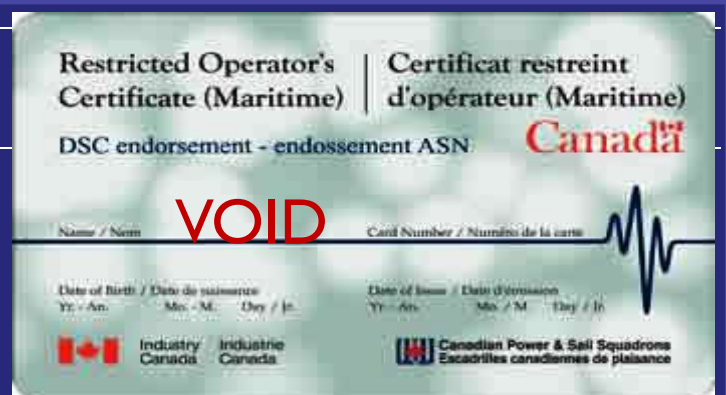 Restricted Operator's
Certificate (Maritime)
Certificat restreint
d'opérateur (Maritime)
DSC endorsement - endossement ASN
Canada
VOID
Name / Nom
Card Number / Numéro de la carte
Date of Birth / Date de naissance
Yr. - An. Mo. - M. Day / Jr.
Date of Issue / Date d'émission
Yr. - An. Mo. / M. Day / Jr.
Industry Canada
Industrie Canada
Canadian Power & Sail Squadrons
Escadrilles canadiennes de plaisance